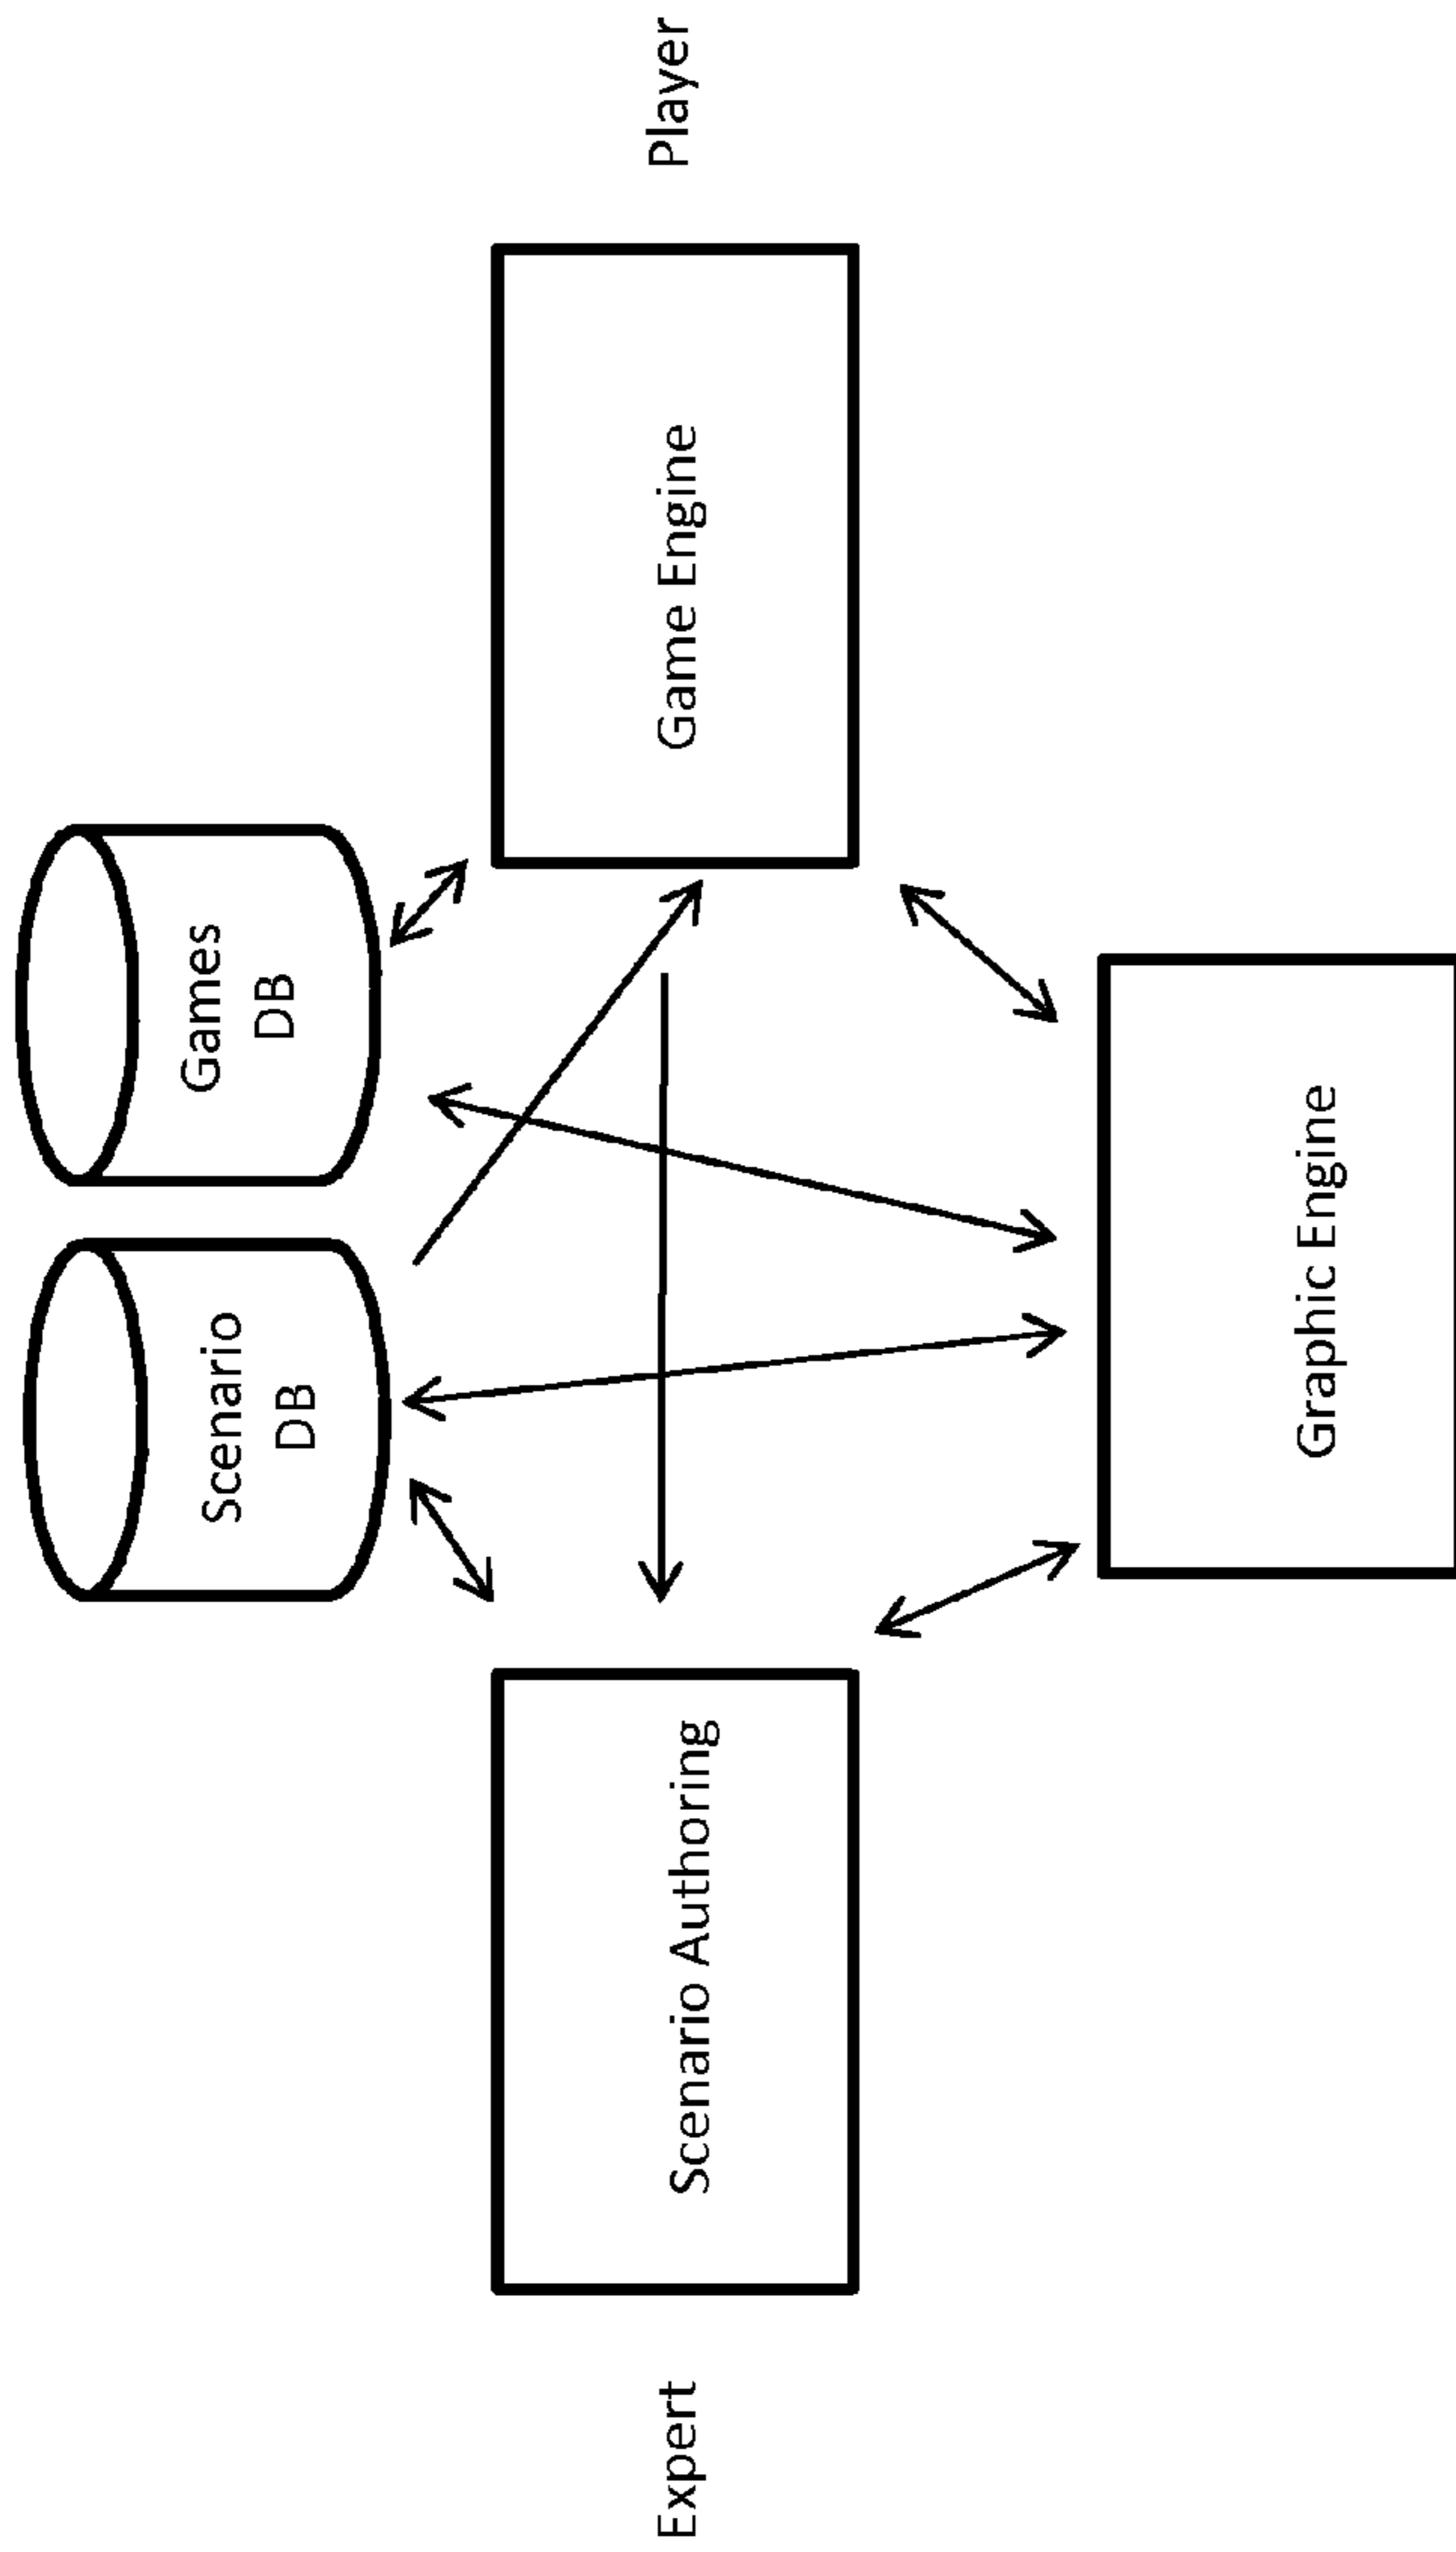 Scenario
DB
Games
DB
Expert
Scenario Authoring
Game Engine
Player
Graphic Engine